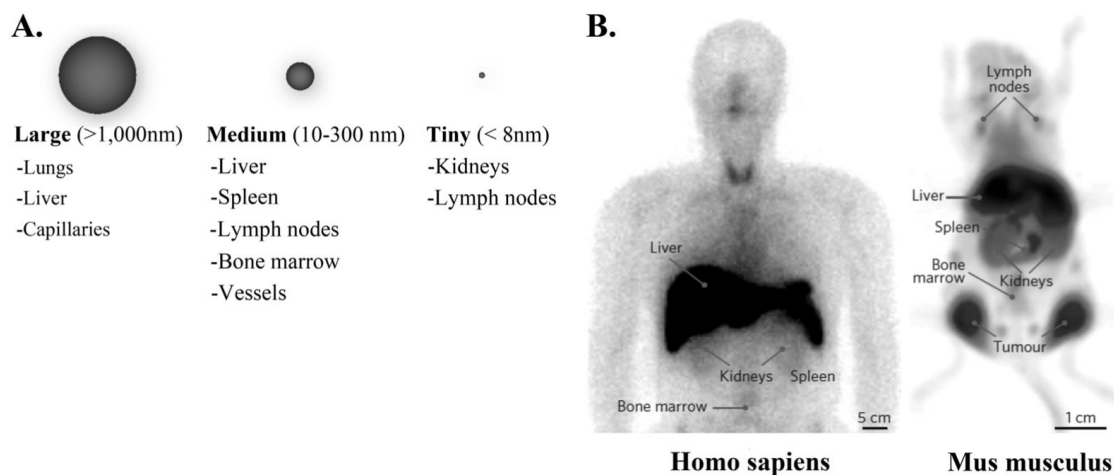 A.
Large (>1,000nm)
-Lungs
-Liver
-Capillaries
Medium (10-300 nm)
-Liver
-Spleen
-Lymph nodes
-Bone marrow
-Vessels
Tiny (< 8nm)
-Kidneys
-Lymph nodes
B.
Liver
Kidneys
Spleen
Bone marrow
5 cm
Homo sapiens
Lymph
nodes
Liver
Spleen
Bone
marrow
Kidneys
Tumour
1 cm
Mus musculus